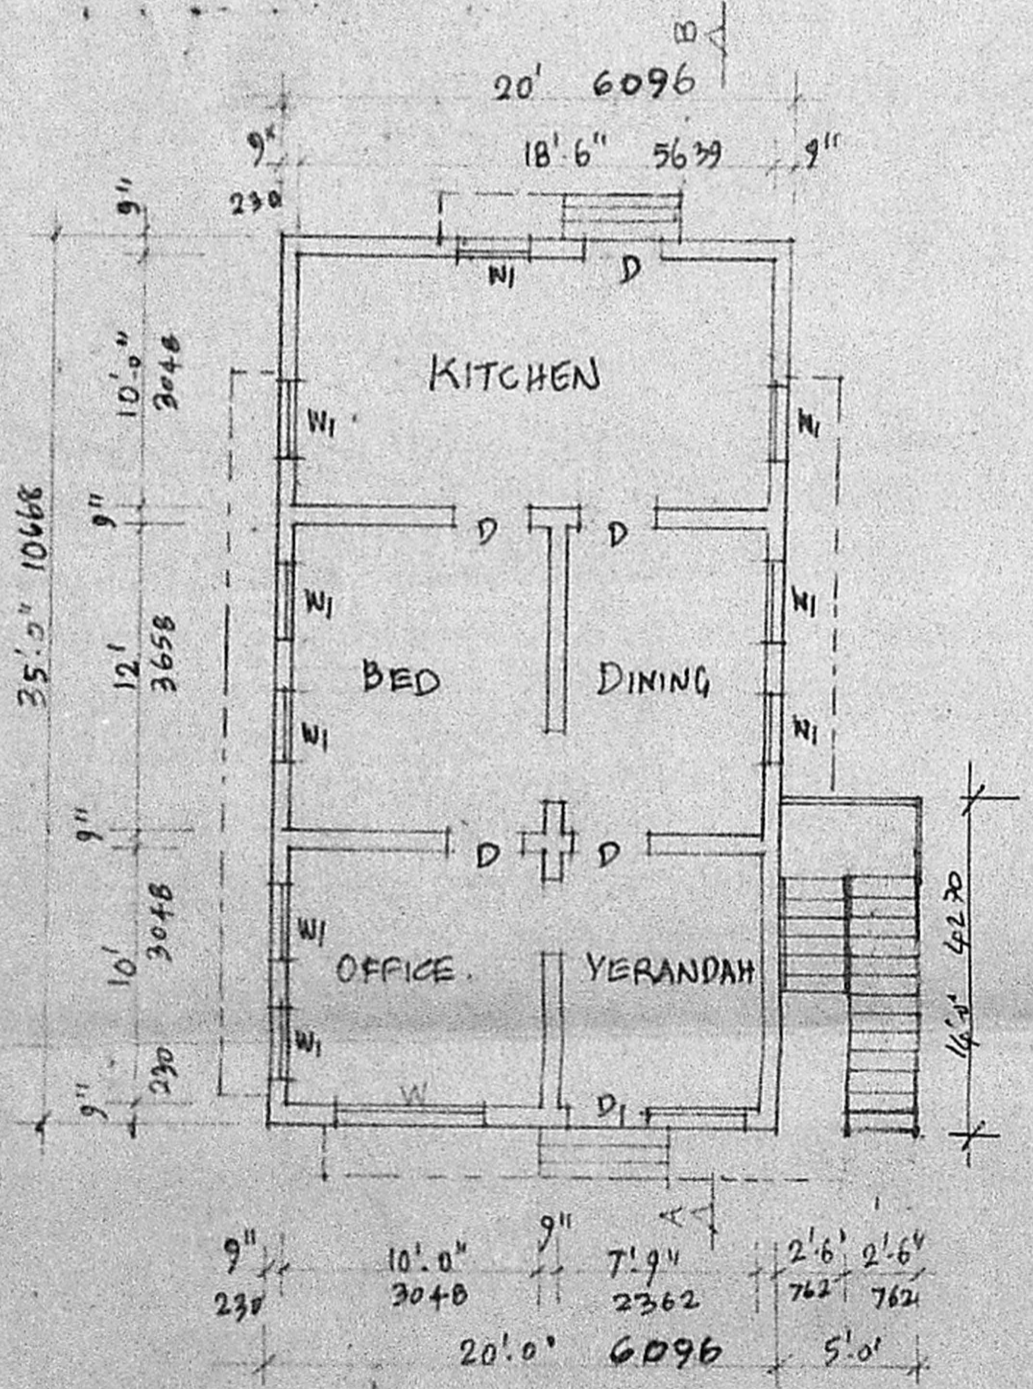 B
20' 6096
9" 18'-6" 5639 9"
230
9"
W1 D
10'-0" 3048
KITCHEN
W1 W1
35'.0" 10668
9"
D D
W1 W1
12' 3658
BED DINING
W1 W1
9"
D D
10' 3048
W1
OFFICE. VERANDAH
4270
W1
230
9"
W D1
A
9" 10'-0" 9" 7'-9" 2'-6" 2'-6"
230 3048 2362 762 762
20'.0" 6096 5'.0'